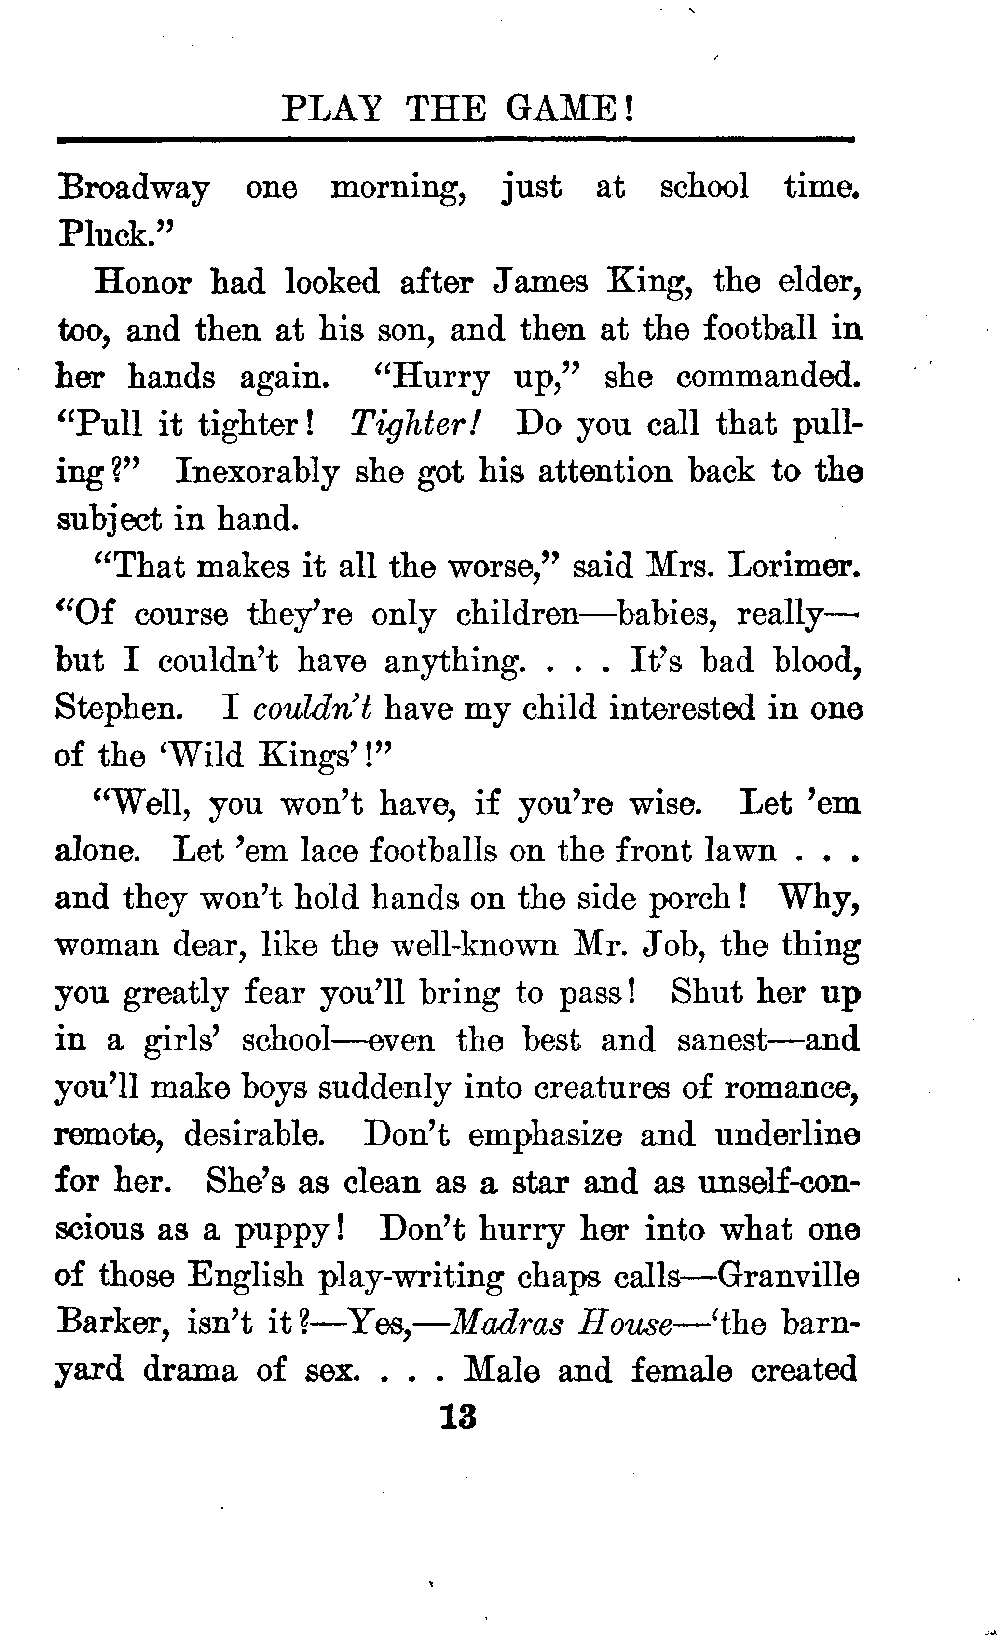 PLAY THE GAME!
Broadway one morning, just at school time.
Pluck.”
Honor had looked after James King, the elder,
too, and then at his son, and then at the football in
her hands again. “Hurry up,” she commanded.
“Pull it tighter! Tighter! Do you call that pull-
ing?” Inexorably she got his attention back to the
subject in hand.
“That makes it all the worse,” said Mrs. Lorimer.
“Of course they’re only children—babies, really—
but I couldn’t have anything. . . . It’s bad blood,
Stephen. I couldn’t have my child interested in one
of the ‘Wild Kings’!”
“Well, you won’t have, if you’re wise. Let ’em
alone. Let ’em lace footballs on the front lawn . . .
and they won’t hold hands on the side porch! Why,
woman dear, like the well-known Mr. Job, the thing
you greatly fear you’ll bring to pass! Shut her up
in a girls’ school—even the best and sanest—and
you’ll make boys suddenly into creatures of romance,
remote, desirable. Don’t emphasize and underline
for her. She’s as clean as a star and as unself-con-
scious as a puppy! Don’t hurry her into what one
of those English play-writing chaps calls—Granville
Barker, isn’t it?—Yes,—Madras House—‘the barn-
yard drama of sex. . . . Male and female created
13